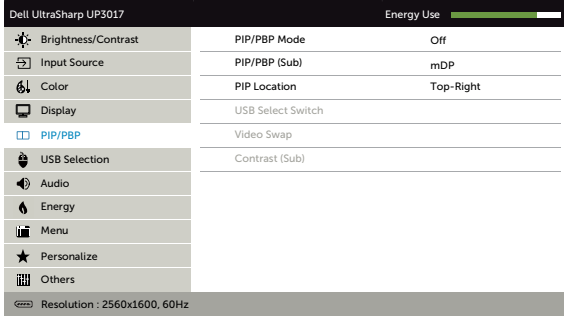 Dell UltraSharp UP3017 Energy Use
Brightness/Contrast PIP/PBP Mode Off
Input Source PIP/PBP (Sub) mDP
Color PIP Location Top-Right
Display USB Select Switch
PIP/PBP Video Swap
USB Selection Contrast (Sub)
Audio
Energy
Menu
Personalize
Others
Resolution : 2560x1600, 60Hz